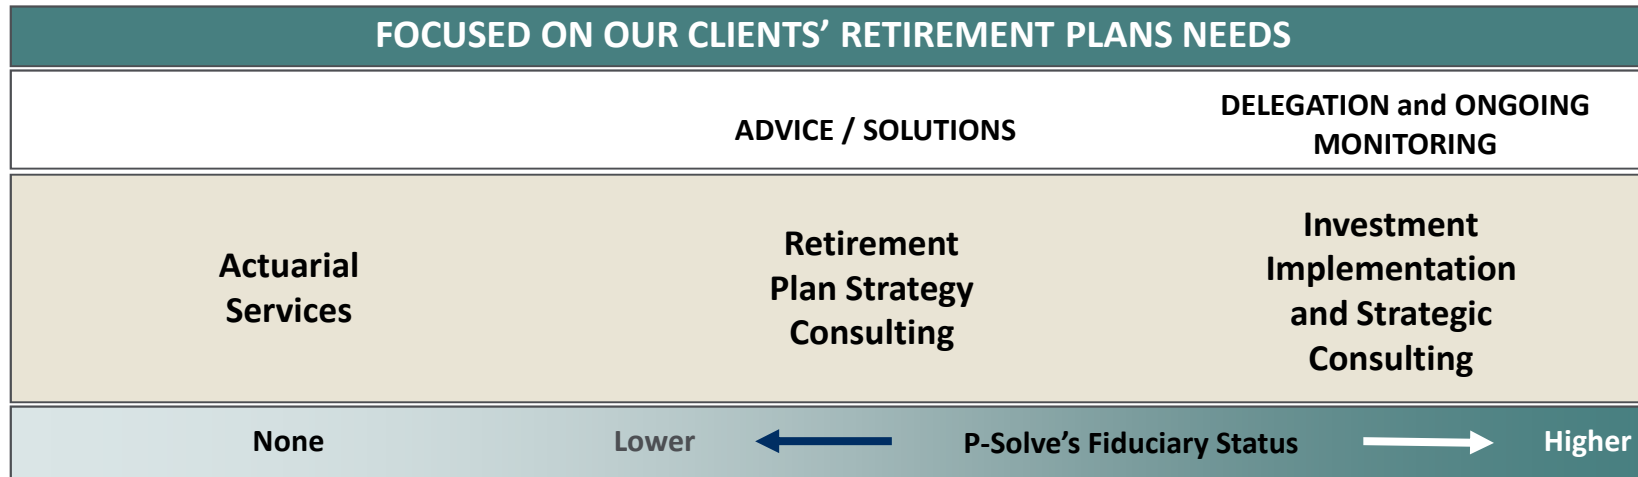 FOCUSED ON OUR CLIENTS’ RETIREMENT PLANS NEEDS
ADVICE / SOLUTIONS
DELEGATION and ONGOING
MONITORING
Actuarial
Services
Retirement
Plan Strategy
Consulting
Investment
Implementation
and Strategic
Consulting
None
Lower
P-Solve’s Fiduciary Status
Higher